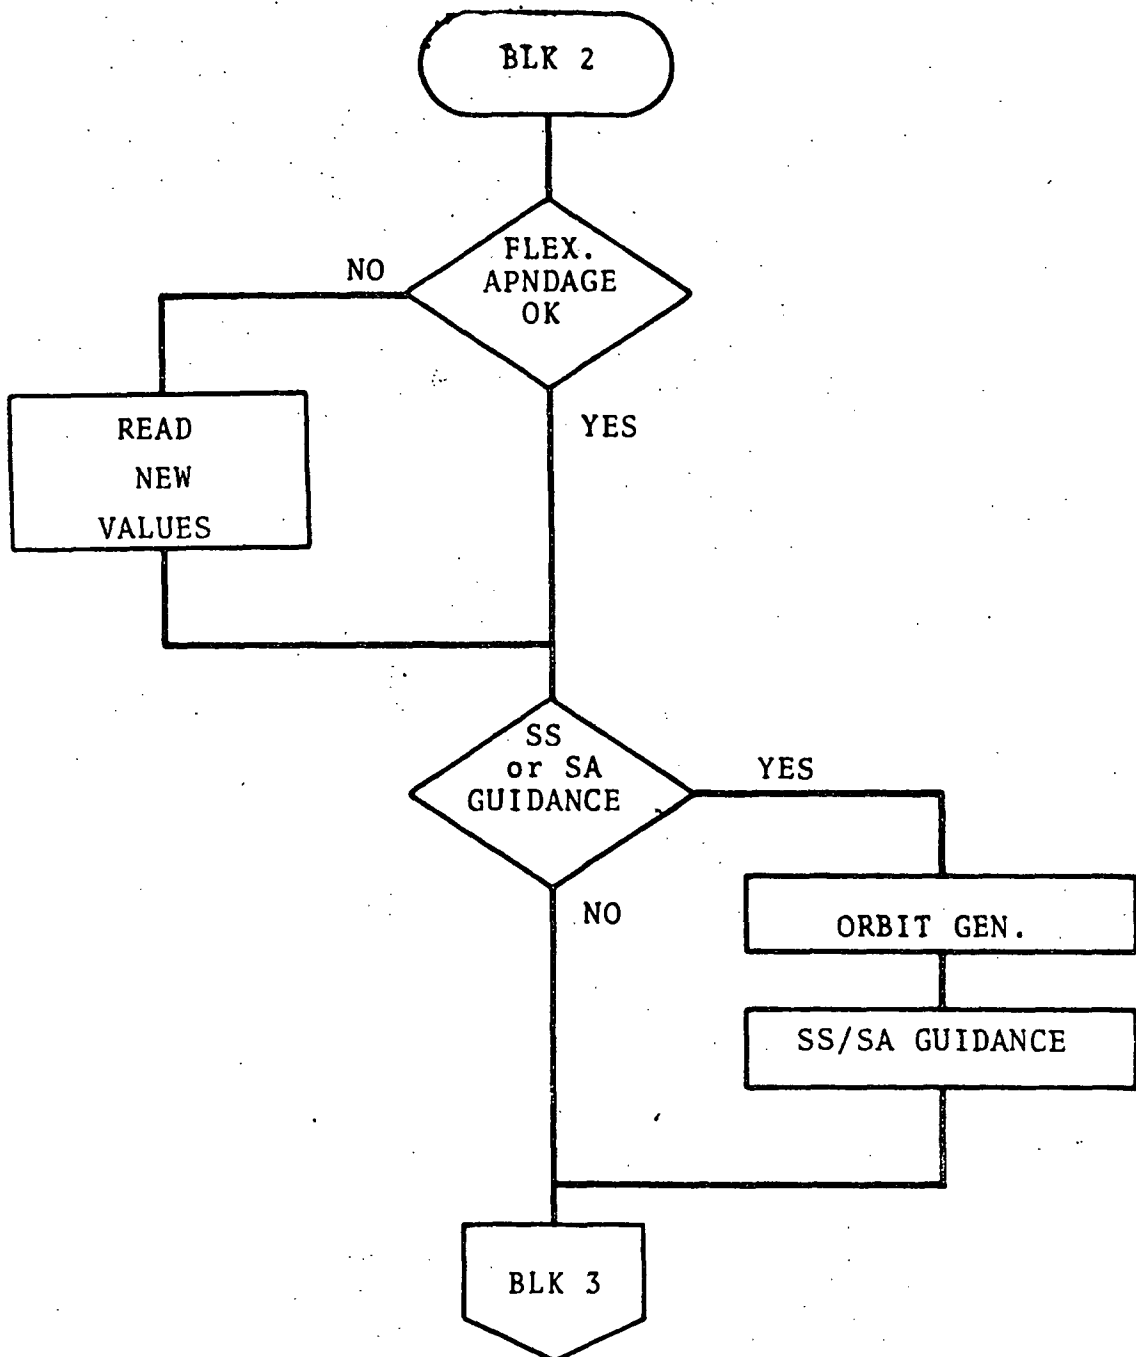 BLK 2
FLEX.
APNDAGE
OK
NO
YES
READ
NEW
VALUES
SS
or SA
GUIDANCE
YES
NO
ORBIT GEN.
SS/SA GUIDANCE
BLK 3